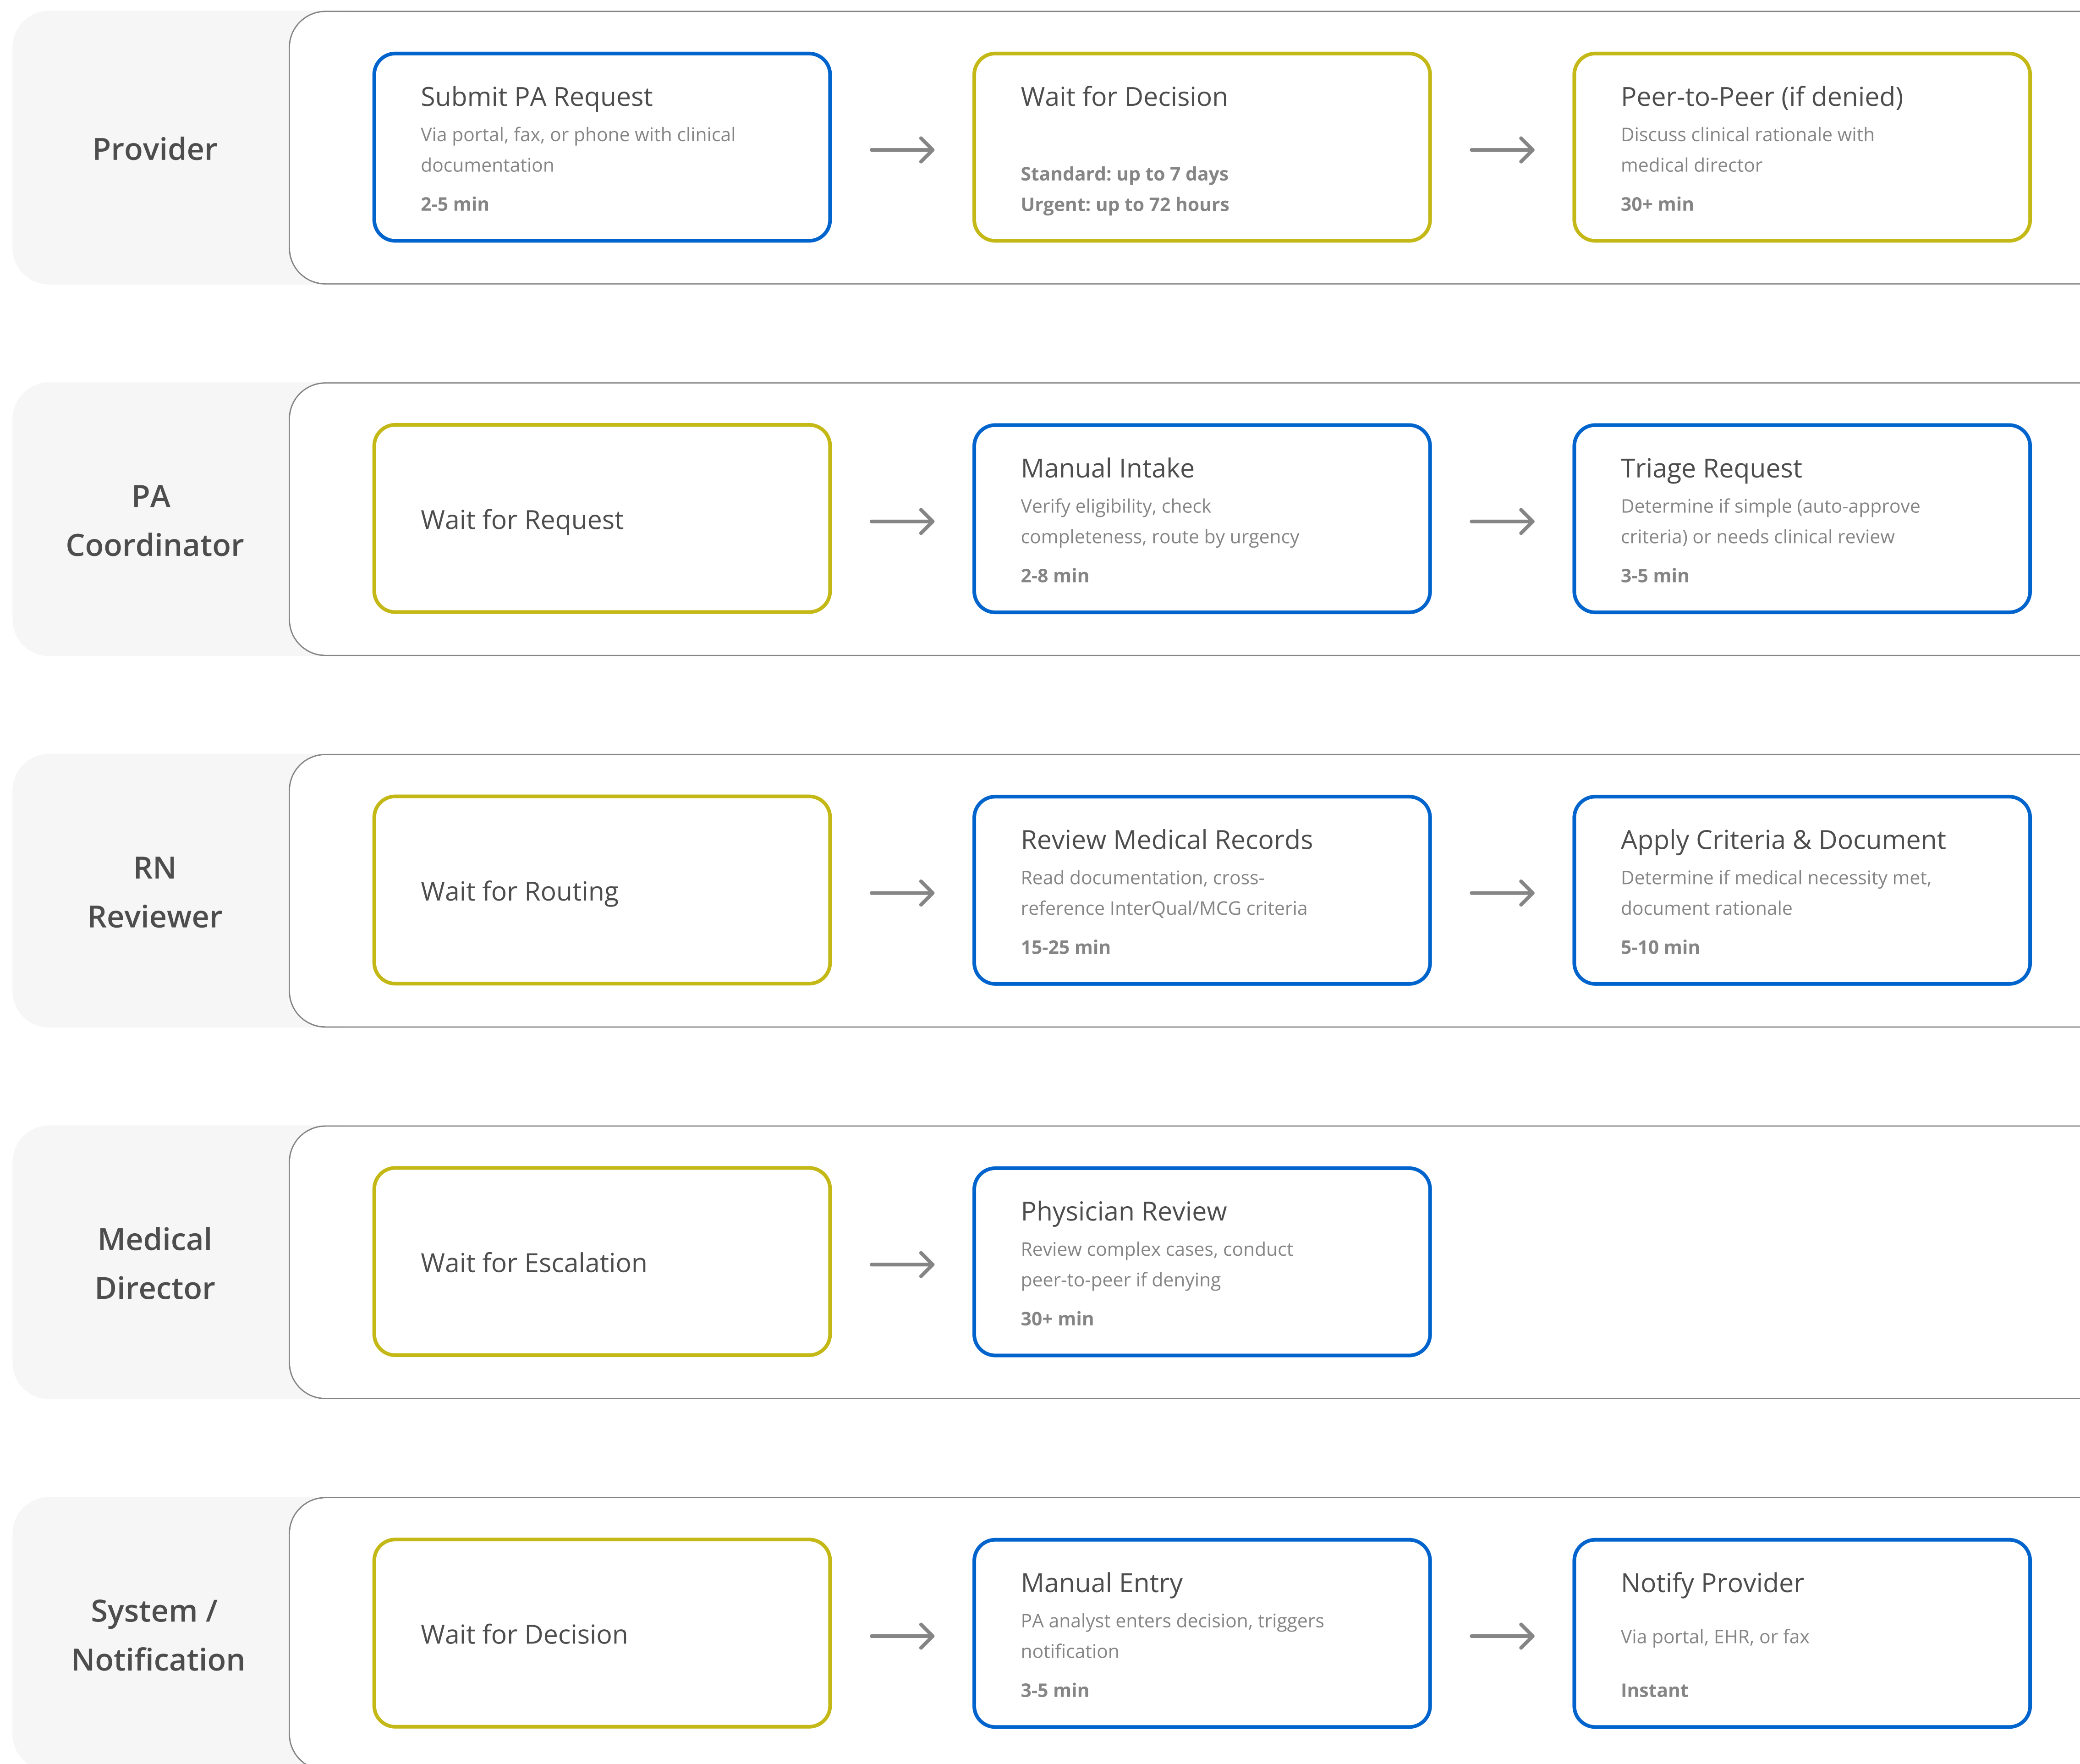 Provider
Submit PA Request
Via portal, fax, or phone with clinical
documentation
2-5 min
Wait for Decision
Standard: up to 7 days
Urgent: up to 72 hours
Peer-to-Peer (if denied)
Discuss clinical rationale with
medical director
30+ min
PA
Coordinator
Wait for Request
Manual Intake
Verify eligibility, check
completeness, route by urgency
2-8 min
Triage Request
Determine if simple (auto-approve
criteria) or needs clinical review
3-5 min
RN
Reviewer
Wait for Routing
Review Medical Records
Read documentation, cross-
reference InterQual/MCG criteria
15-25 min
Apply Criteria & Document
Determine if medical necessity met,
document rationale
5-10 min
Medical
Director
Wait for Escalation
Physician Review
Review complex cases, conduct
peer-to-peer if denying
30+ min
System /
Notification
Wait for Decision
Manual Entry
PA analyst enters decision, triggers
notification
3-5 min
Notify Provider
Via portal, EHR, or fax
Instant